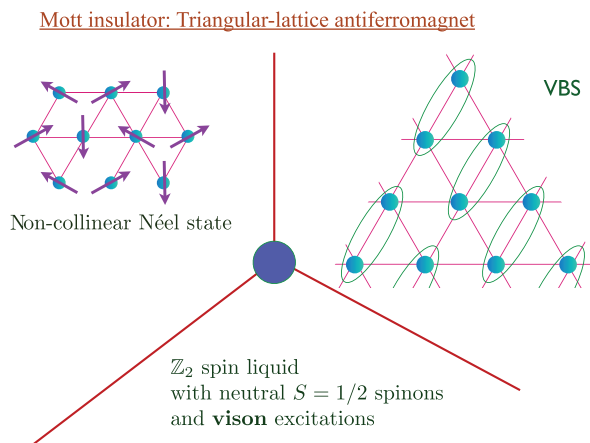 Mott insulator: Triangular-lattice antiferromagnet
VBS
Non-collinear Néel state
ℤ₂ spin liquid
with neutral S = 1/2 spinons
and vison excitations